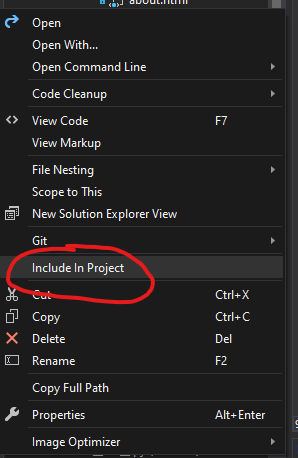 about.html
Open
Open With...
Open Command Line
Code Cleanup
View Code F7
View Markup
File Nesting
Scope to This
New Solution Explorer View
Git
Include In Project
Cut Ctrl+X
Copy Ctrl+C
Delete Del
Rename F2
Copy Full Path
Properties Alt+Enter
Image Optimizer